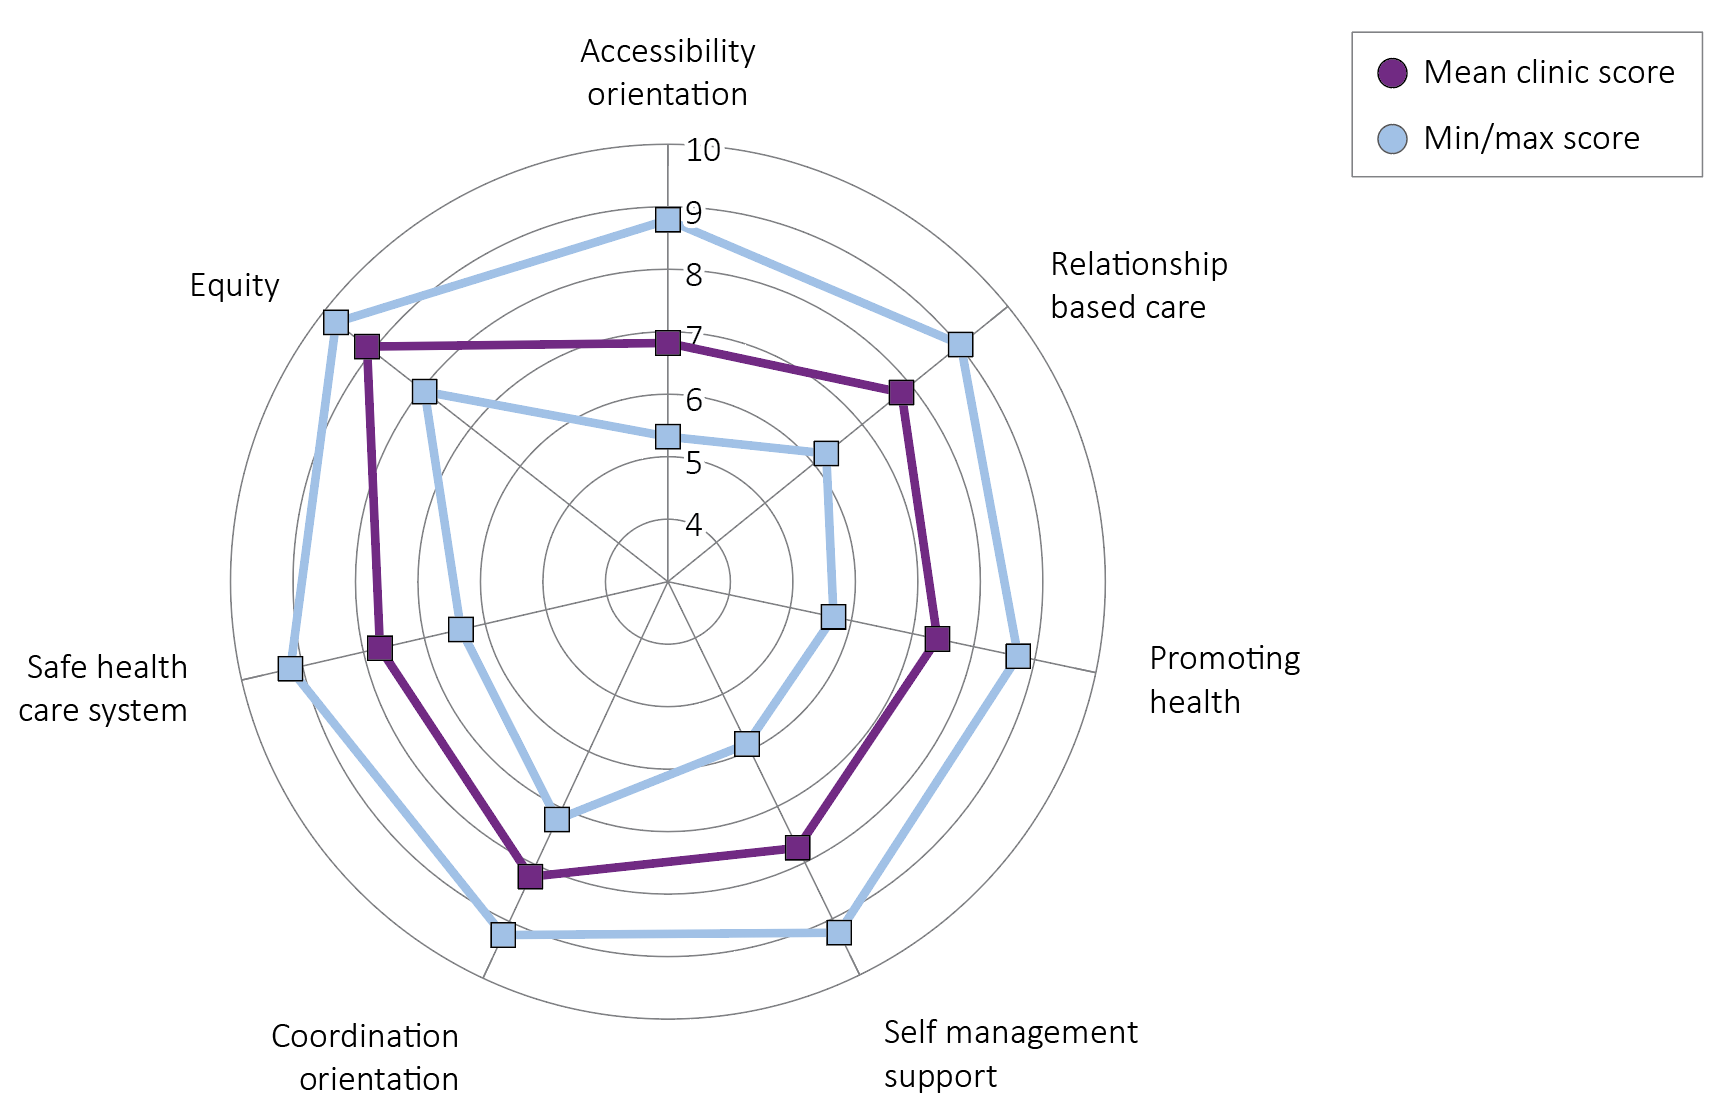 Accessibility
orientation
Mean clinic score
Min/max score
10
9
8
7
6
5
4
Relationship
based care
Promoting
health
Self management
support
Coordination
orientation
Safe health
care system
Equity